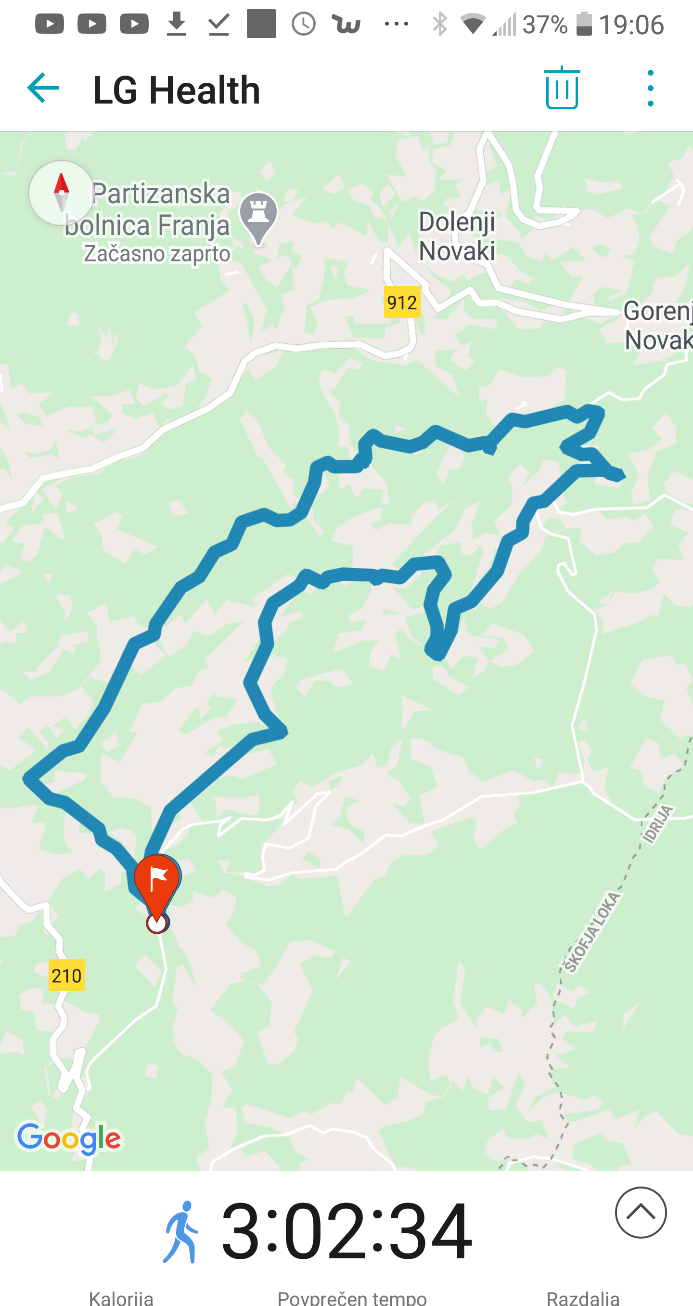 37% 19:06
LG Health
Partizanska
bolnica Franja
Začasno zaprto
Dolenji
Novaki
912
Gorenj
Novak
IDRIJA
ŠKOFJA LOKA
210
Google
3:02:34
Kalorija Povprečen tempo Razdalja